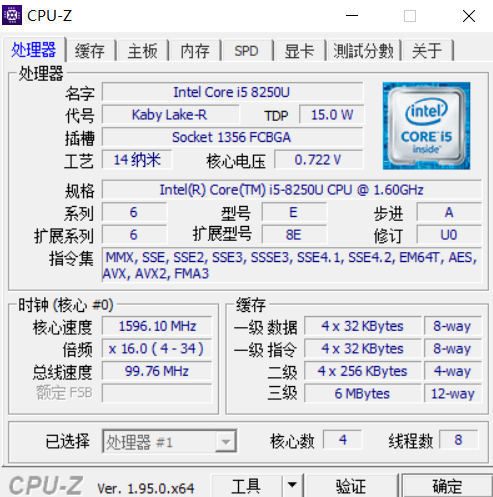 CPU-Z
处理器 缓存 主板 内存 SPD 显卡 測試分數 关于
处理器
名字 Intel Core i5 8250U
代号 Kaby Lake-R TDP 15.0 W
插槽 Socket 1356 FCBGA
工艺 14 纳米 核心电压 0.722 V
intel
CORE i5
inside
规格 Intel(R) Core(TM) i5-8250U CPU @ 1.60GHz
系列 6 型号 E 步进 A
扩展系列 6 扩展型号 8E 修订 U0
指令集 MMX, SSE, SSE2, SSE3, SSSE3, SSE4.1, SSE4.2, EM64T, AES,
AVX, AVX2, FMA3
时钟 (核心 #0) 缓存
核心速度 1596.10 MHz 一级 数据 4 x 32 KBytes 8-way
倍频 x 16.0 ( 4 - 34 ) 一级 指令 4 x 32 KBytes 8-way
总线速度 99.76 MHz 二级 4 x 256 KBytes 4-way
额定 FSB 三级 6 MBytes 12-way
已选择 处理器 #1 核心数 4 线程数 8
CPU-Z Ver. 1.95.0.x64 工具 验证 确定